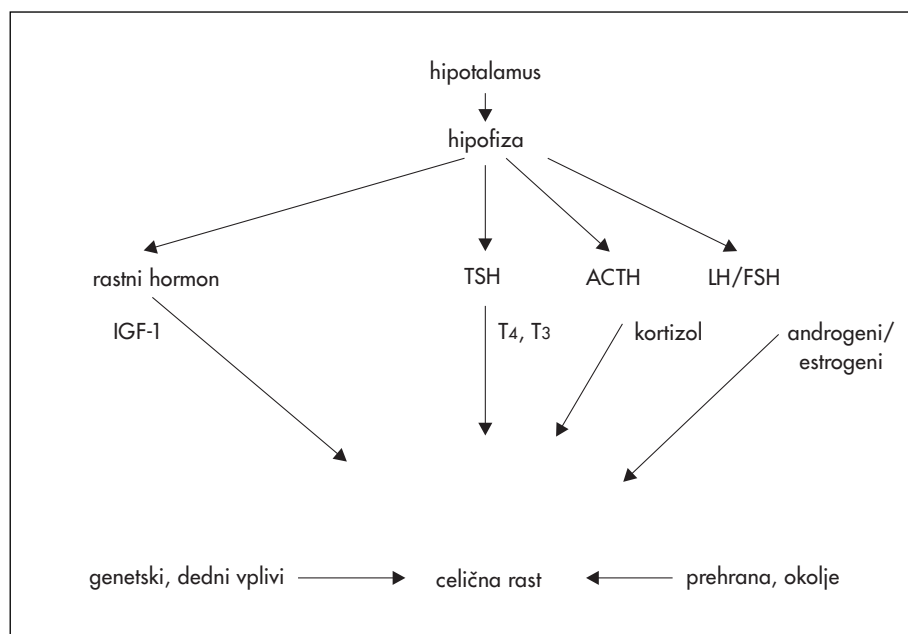 hipotalamus
hipofiza
rastni hormon
TSH
ACTH
LH/FSH
IGF-1
T4, T3
kortizol
androgeni/
estrogeni
genetski, dedni vplivi
celična rast
prehrana, okolje